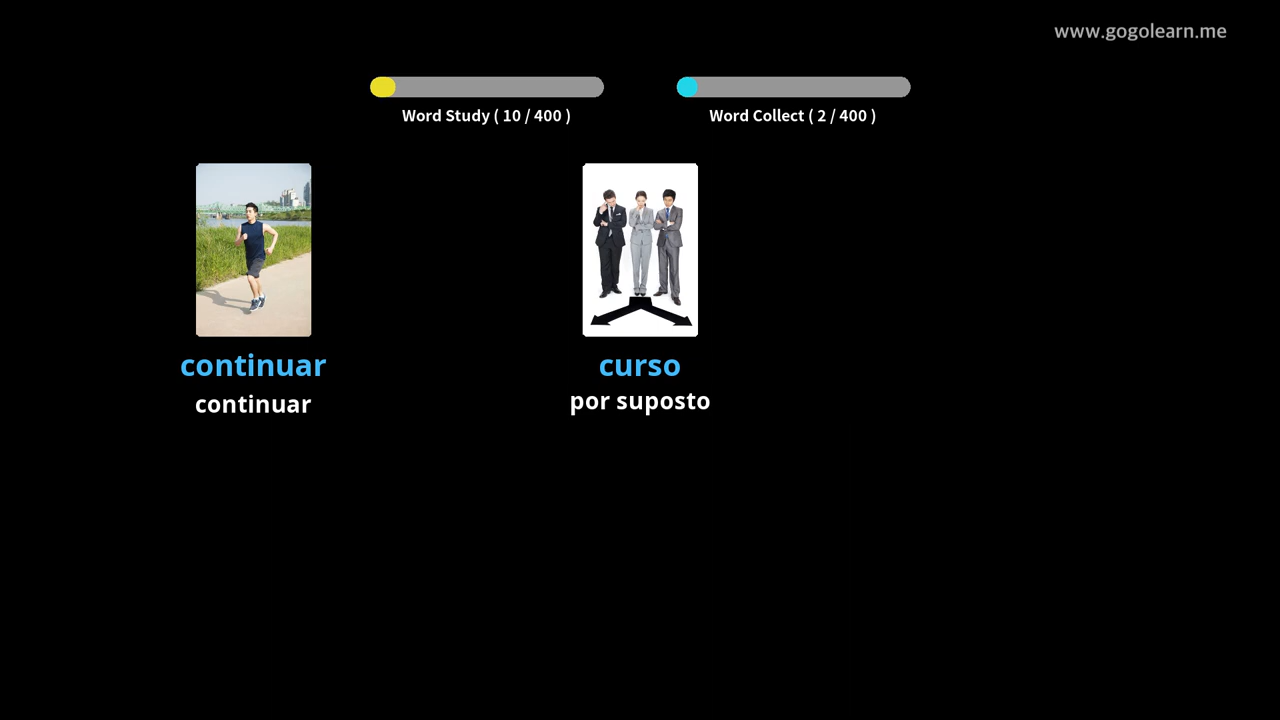 www.gogolearn.me
Word Study ( 10 / 400 )
Word Collect ( 2 / 400 )
continuar
continuar
curso
por suposto